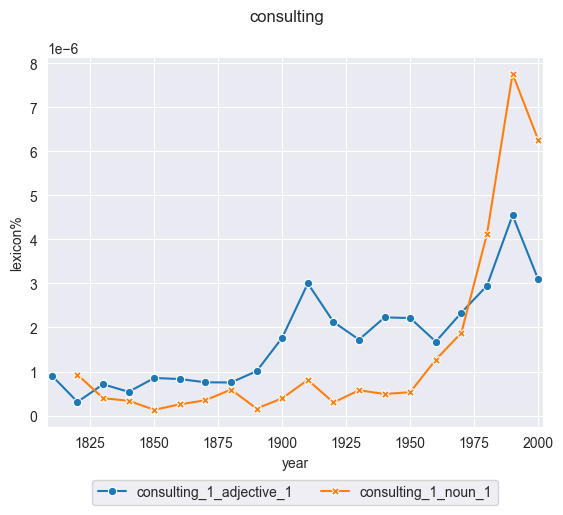 consulting
1e−6
8
7
6
5
4
3
2
1
0
lexicon%
1825 1850 1875 1900 1925 1950 1975 2000
year
consulting_1_adjective_1 consulting_1_noun_1